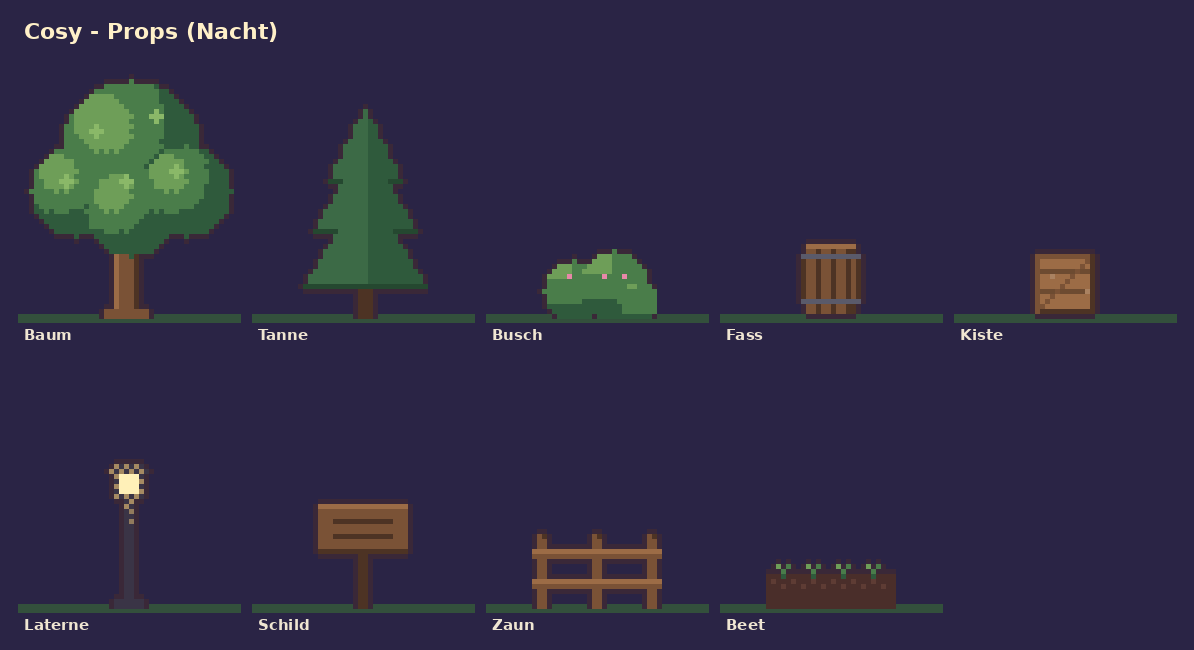 Cosy - Props (Nacht)
Baum
Tanne
Busch
Fass
Kiste
Laterne
Schild
Zaun
Beet